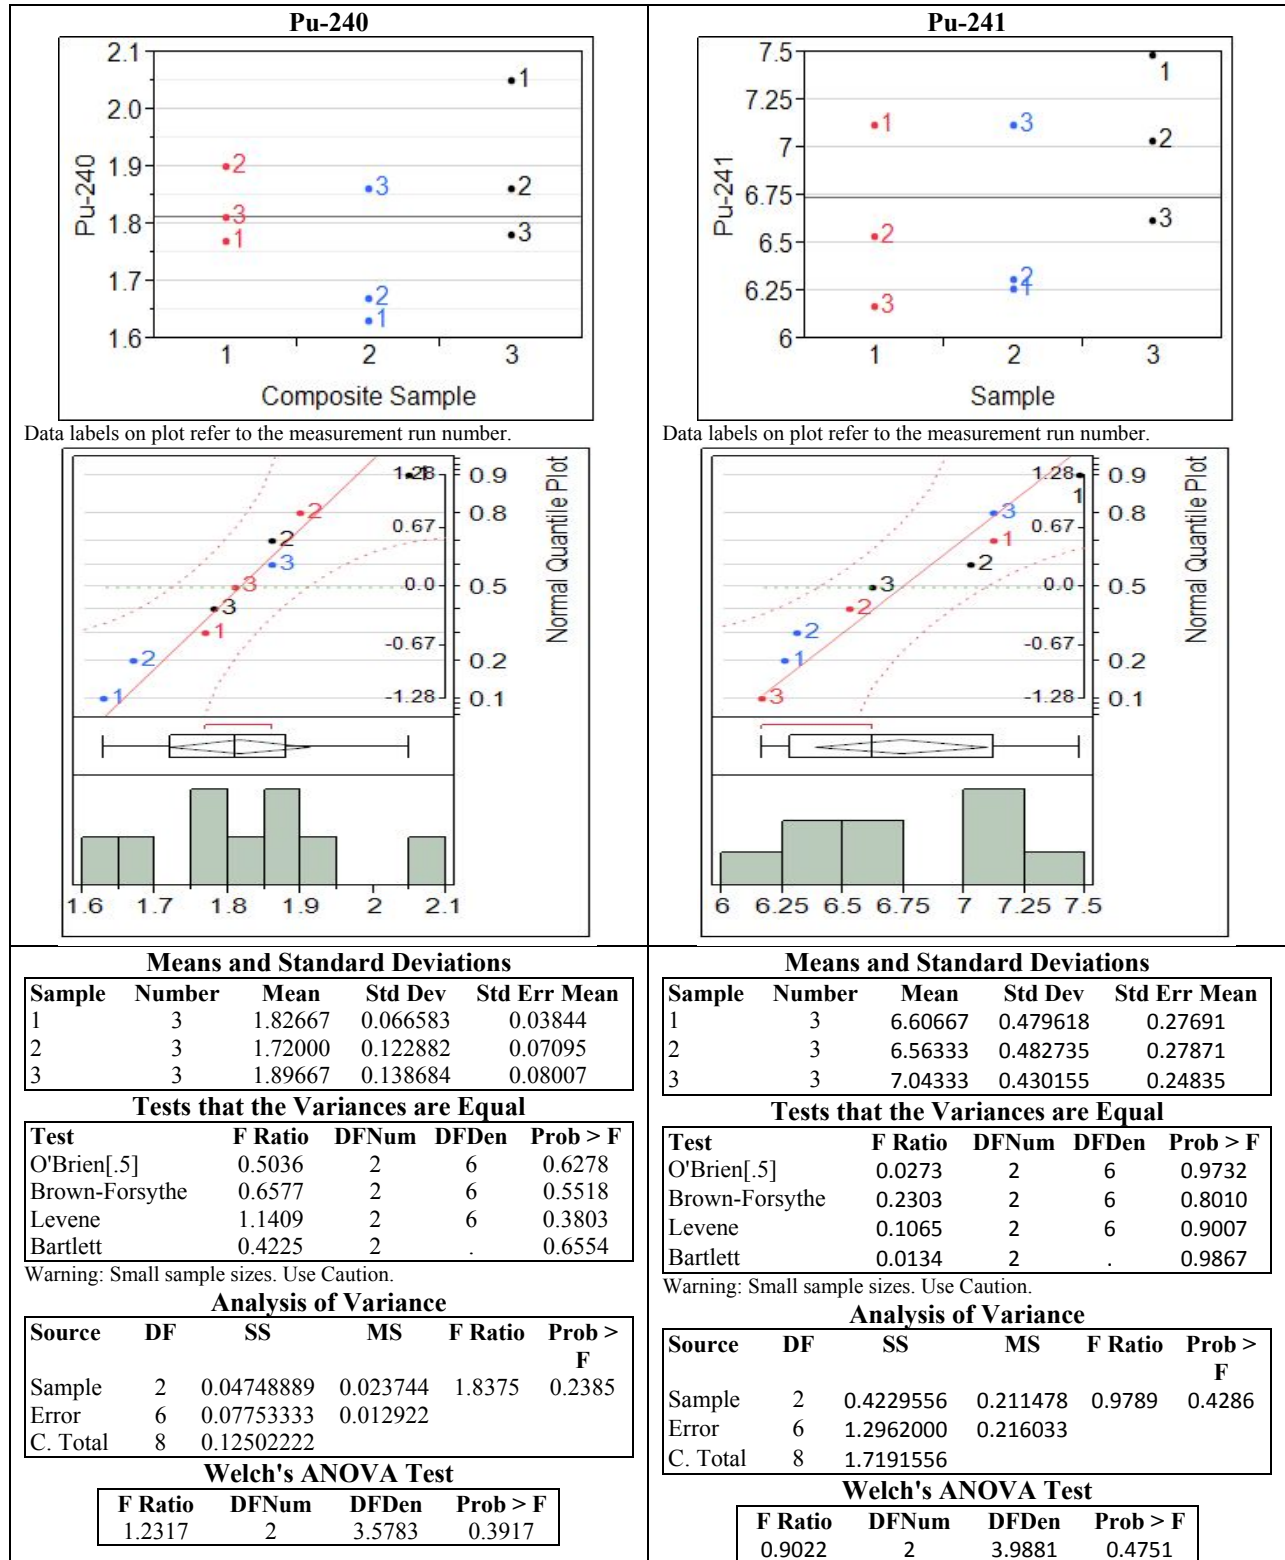 Pu-240
2.1
2.0
1.9
1.8
1.7
1.6
Pu-240
2
3
1
3
2
1
1
2
3
1
2
3
Composite Sample
Data labels on plot refer to the measurement run number.
1.28
0.67
0.0
-0.67
-1.28
0.9
0.8
0.5
0.2
0.1
Normal Quantile Plot
1
2
2
3
3
3
1
2
1
1.6 1.7 1.8 1.9 2 2.1
Means and Standard Deviations
Sample Number Mean Std Dev Std Err Mean
1 3 1.82667 0.066583 0.03844
2 3 1.72000 0.122882 0.07095
3 3 1.89667 0.138684 0.08007
Tests that the Variances are Equal
Test F Ratio DFNum DFDen Prob > F
O'Brien[.5] 0.5036 2 6 0.6278
Brown-Forsythe 0.6577 2 6 0.5518
Levene 1.1409 2 6 0.3803
Bartlett 0.4225 2 . 0.6554
Warning: Small sample sizes. Use Caution.
Analysis of Variance
Source DF SS MS F Ratio Prob >
F
Sample 2 0.04748889 0.023744 1.8375 0.2385
Error 6 0.07753333 0.012922
C. Total 8 0.12502222
Welch's ANOVA Test
F Ratio DFNum DFDen Prob > F
1.2317 2 3.5783 0.3917
Pu-241
7.5
7.25
7
6.75
6.5
6.25
6
Pu-241
1
2
3
3
2
1
1
2
3
1
2
3
Sample
Data labels on plot refer to the measurement run number.
1.28
0.67
0.0
-0.67
-1.28
0.9
0.8
0.5
0.2
0.1
Normal Quantile Plot
1
3
1
2
3
2
2
1
3
6 6.25 6.5 6.75 7 7.25 7.5
Means and Standard Deviations
Sample Number Mean Std Dev Std Err Mean
1 3 6.60667 0.479618 0.27691
2 3 6.56333 0.482735 0.27871
3 3 7.04333 0.430155 0.24835
Tests that the Variances are Equal
Test F Ratio DFNum DFDen Prob > F
O'Brien[.5] 0.0273 2 6 0.9732
Brown-Forsythe 0.2303 2 6 0.8010
Levene 0.1065 2 6 0.9007
Bartlett 0.0134 2 . 0.9867
Warning: Small sample sizes. Use Caution.
Analysis of Variance
Source DF SS MS F Ratio Prob >
F
Sample 2 0.4229556 0.211478 0.9789 0.4286
Error 6 1.2962000 0.216033
C. Total 8 1.7191556
Welch's ANOVA Test
F Ratio DFNum DFDen Prob > F
0.9022 2 3.9881 0.4751